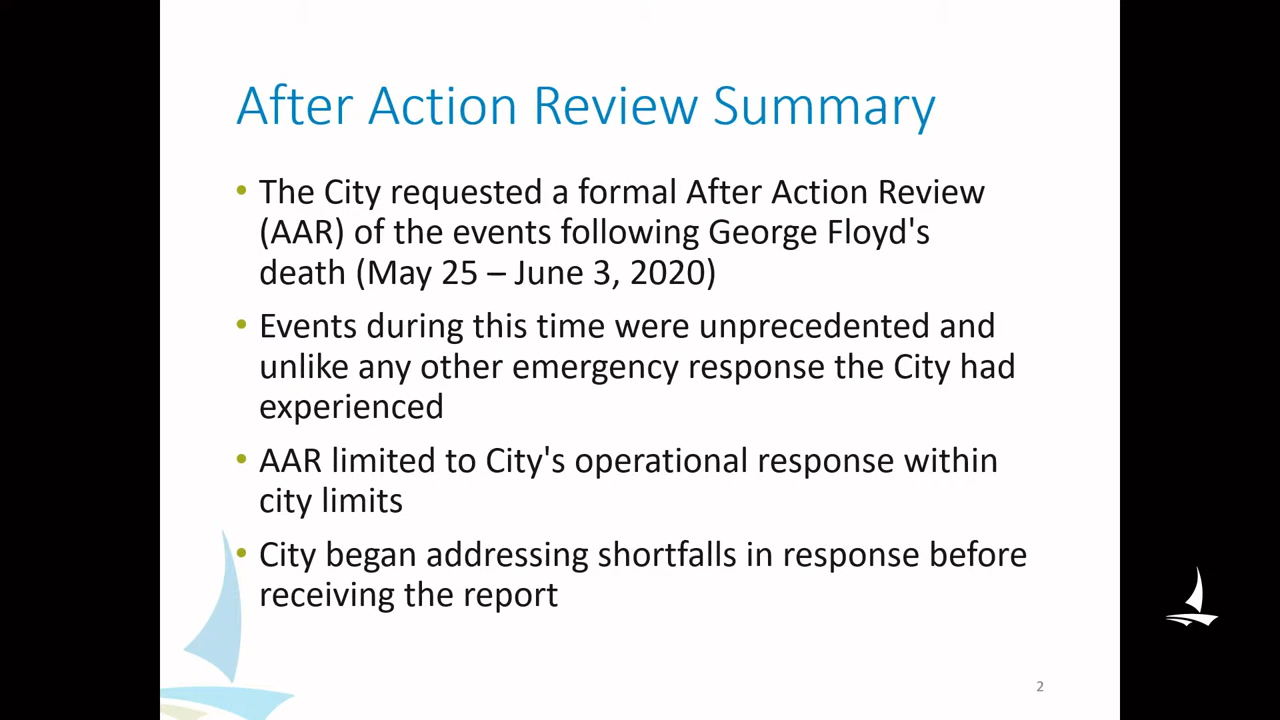 After Action Review Summary
• The City requested a formal After Action Review
(AAR) of the events following George Floyd's
death (May 25 – June 3, 2020)
• Events during this time were unprecedented and
unlike any other emergency response the City had
experienced
• AAR limited to City's operational response within
city limits
• City began addressing shortfalls in response before
receiving the report
2